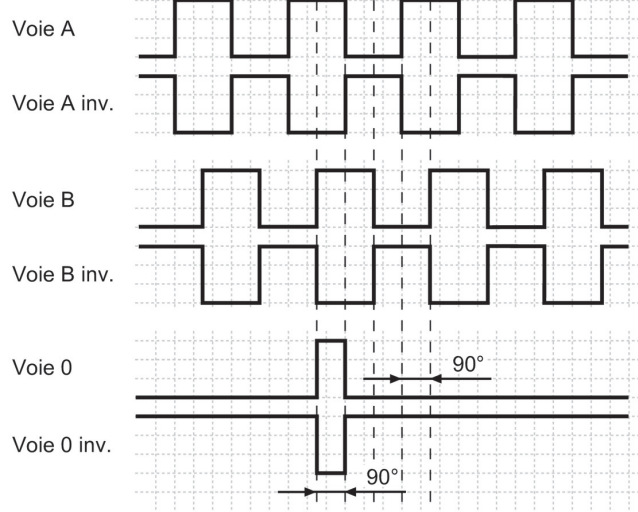 Voie A
Voie A inv.
Voie B
Voie B inv.
Voie 0
90°
Voie 0 inv.
90°